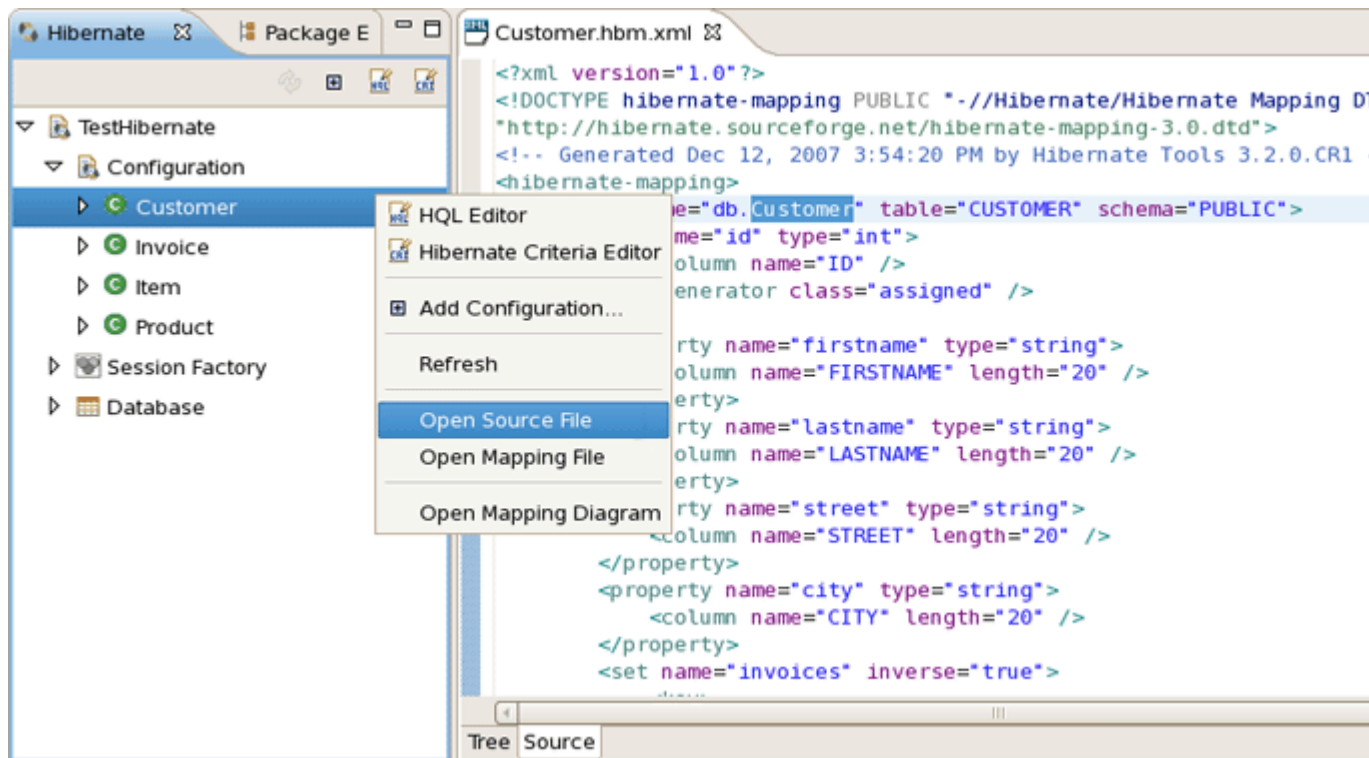 Hibernate
Package E
Customer.hbm.xml
HQL
CRI
TestHibernate
Configuration
Customer
Invoice
Item
Product
Session Factory
Database
HQL Editor
Hibernate Criteria Editor
Add Configuration...
Refresh
Open Source File
Open Mapping File
Open Mapping Diagram
<?xml version="1.0"?>
<!DOCTYPE hibernate-mapping PUBLIC "-//Hibernate/Hibernate Mapping DT
"http://hibernate.sourceforge.net/hibernate-mapping-3.0.dtd">
<!-- Generated Dec 12, 2007 3:54:20 PM by Hibernate Tools 3.2.0.CR1
<hibernate-mapping>
me="db.Customer" table="CUSTOMER" schema="PUBLIC">
me="id" type="int">
olumn name="ID" />
enerator class="assigned" />
rty name="firstname" type="string">
olumn name="FIRSTNAME" length="20" />
erty>
rty name="lastname" type="string">
olumn name="LASTNAME" length="20" />
erty>
rty name="street" type="string">
<column name="STREET" length="20" />
</property>
<property name="city" type="string">
<column name="CITY" length="20" />
</property>
<set name="invoices" inverse="true">
Tree Source